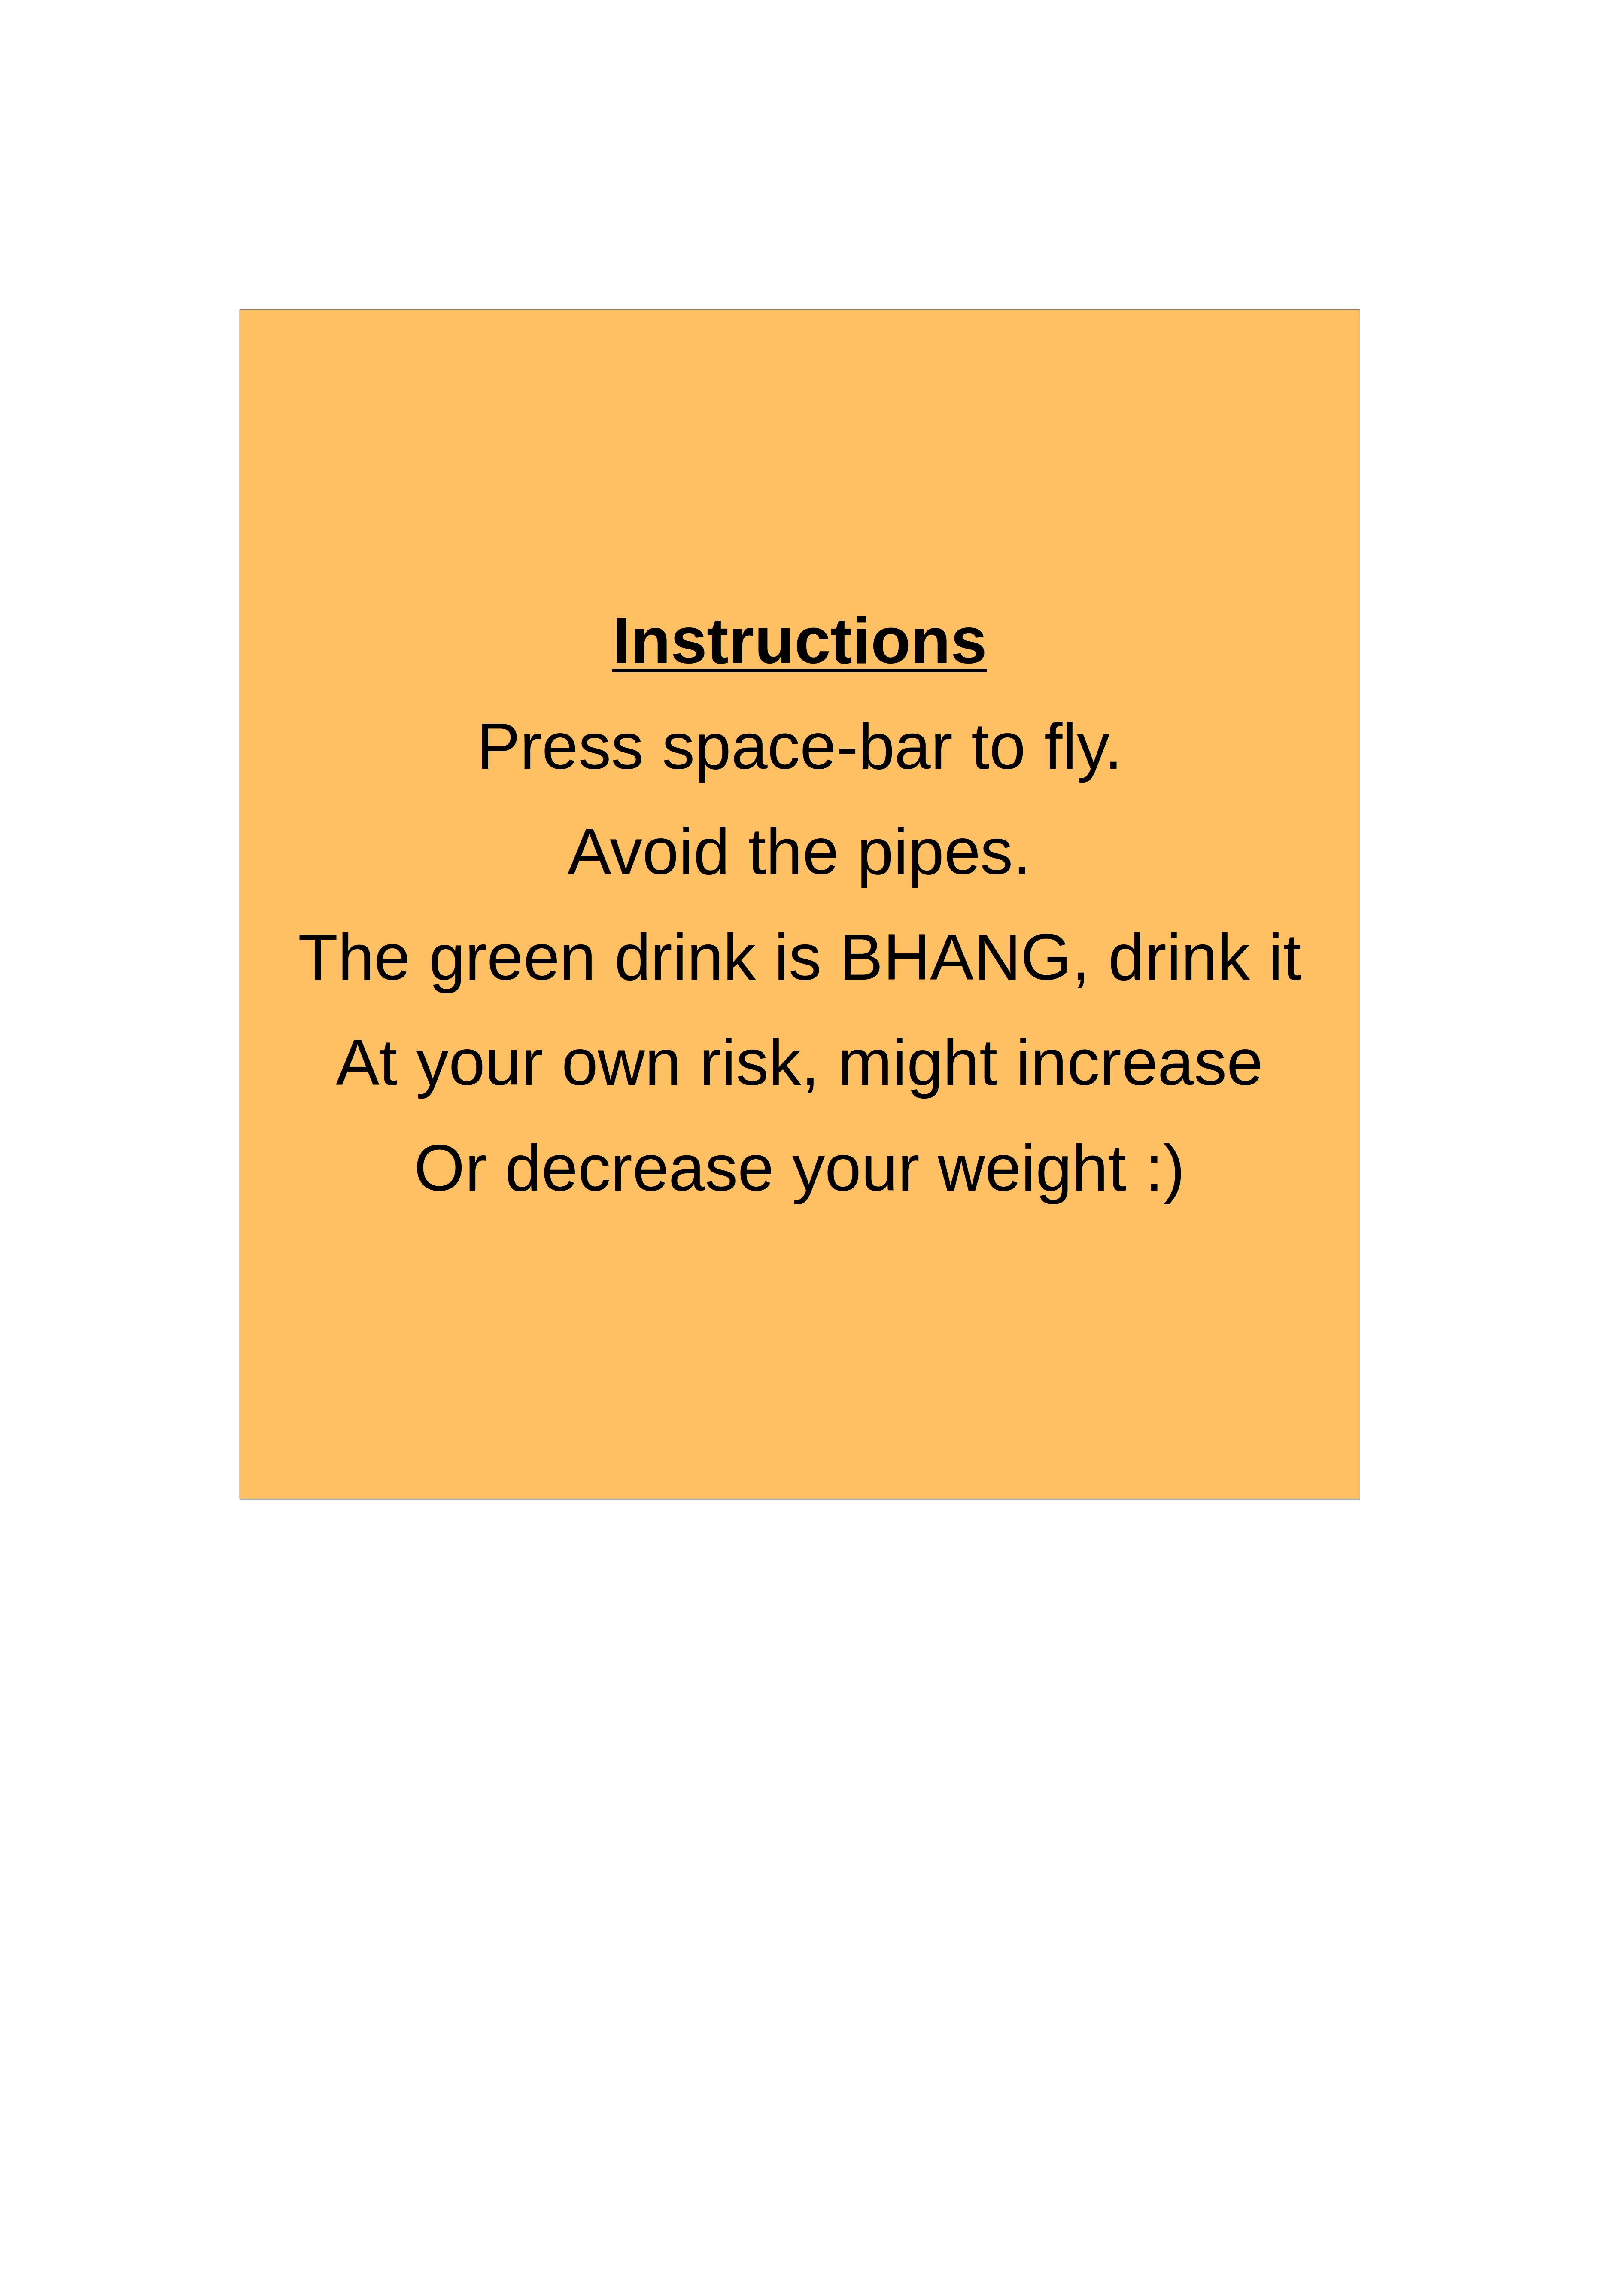 Instructions
Press space-bar to fly.
Avoid the pipes.
The green drink is BHANG, drink it
At your own risk, might increase
Or decrease your weight :)